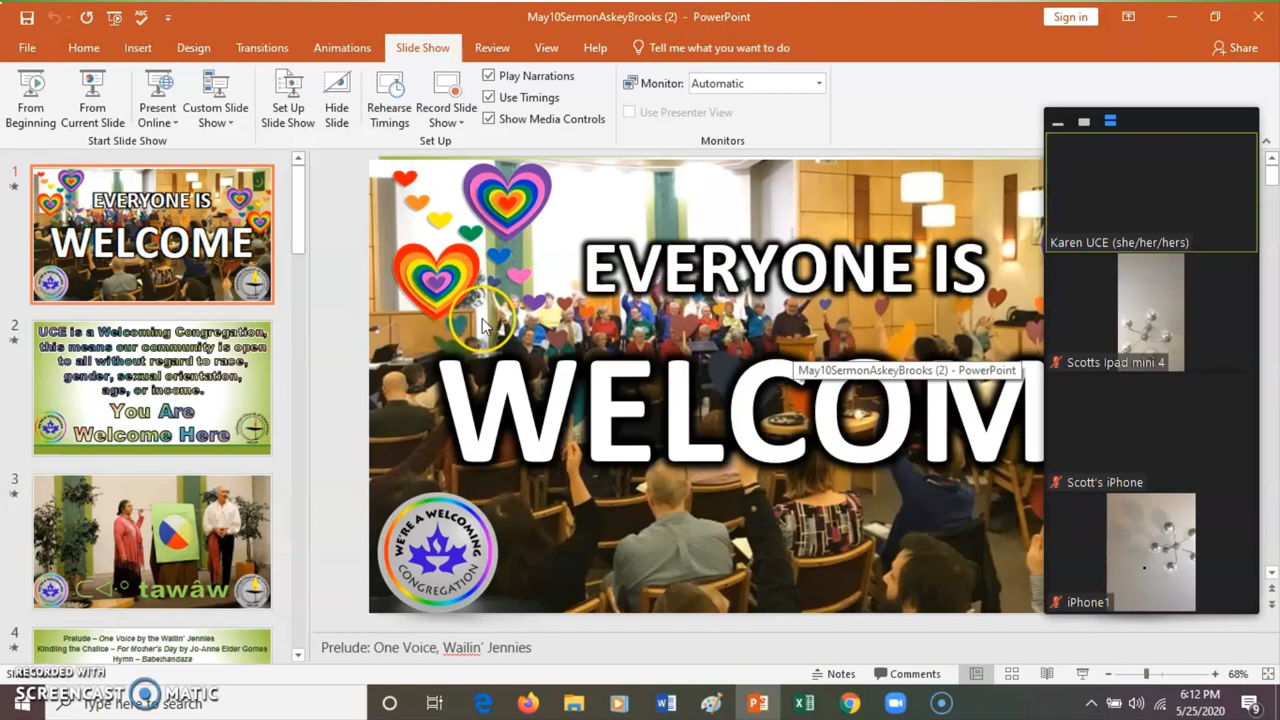 May10SermonAskeyBrooks (2) - PowerPoint
Sign in
File
Home
Insert
Design
Transitions
Animations
Slide Show
Review
View
Help
Tell me what you want to do
Share
From Beginning
From Current Slide
Present Online
Custom Slide Show
Set Up Slide Show
Hide Slide
Rehearse Timings
Record Slide Show
Play Narrations
Use Timings
Show Media Controls
Monitor:
Automatic
Use Presenter View
Start Slide Show
Set Up
Monitors
1
EVERYONE IS
WELCOME
2
UCE is a Welcoming Congregation,
this means our community is open
to all without regard to race,
gender, sexual orientation,
age, or income.
You Are
Welcome Here
3
ᑕᐊᐧᐤ tawâw
4
Prelude – One Voice by the Wailin' Jennies
Kindling the Chalice – For Mother's Day by Jo-Anne Elder Gomes
Hymn – Babethandaza
EVERYONE IS
WELCOM
WE'RE A WELCOMING
CONGREGATION
May10SermonAskeyBrooks (2) - PowerPoint
Karen UCE (she/her/hers)
Scotts Ipad mini 4
Scott's iPhone
iPhone1
Prelude: One Voice, Wailin' Jennies
Notes
Comments
68%
RECORDED WITH
SCREENCAST MATIC
Type here to search
6:12 PM
5/25/2020
9